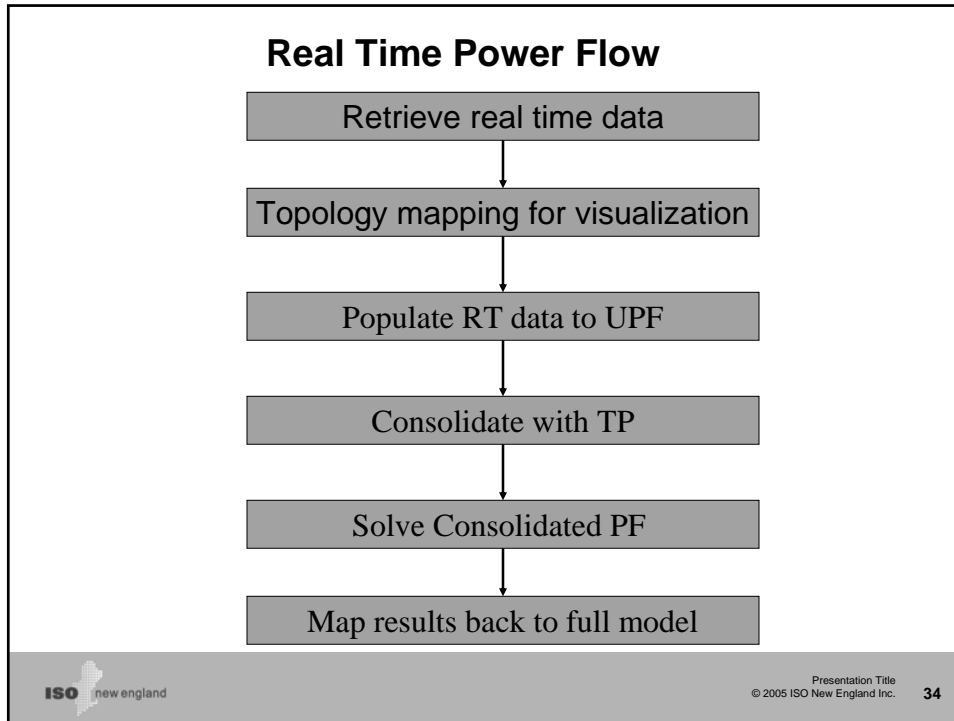 Real Time Power Flow
Retrieve real time data
Topology mapping for visualization
Populate RT data to UPF
Consolidate with TP
Solve Consolidated PF
Map results back to full model
ISO new england
Presentation Title
© 2005 ISO New England Inc.
34